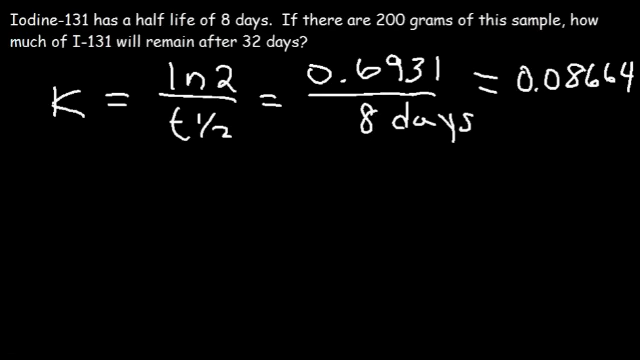 Iodine-131 has a half life of 8 days. If there are 200 grams of this sample, how
much of I-131 will remain after 32 days?
K = ln2 / t 1/2 = 0.6931 / 8 days = 0.08664